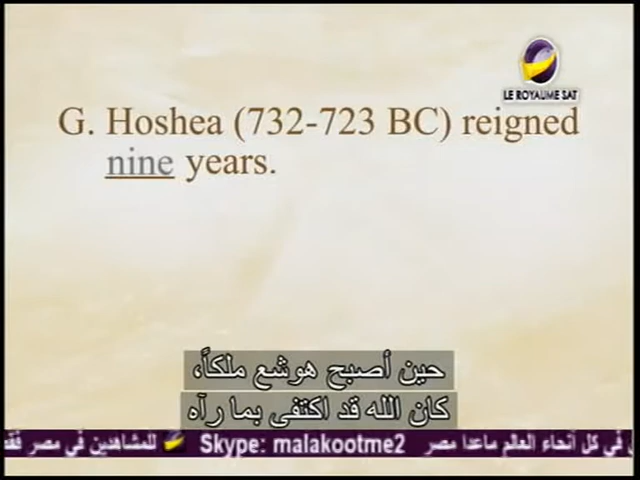 LE ROYAUME SAT
G. Hoshea (732-723 BC) reigned
nine years.
حين أصبح هوشع ملكاً،
كان الله قد اكتفى بما رآه
في كل أنحاء العالم ماعدا مصر Skype: malakootme2 للمشاهدين في مصر فقط